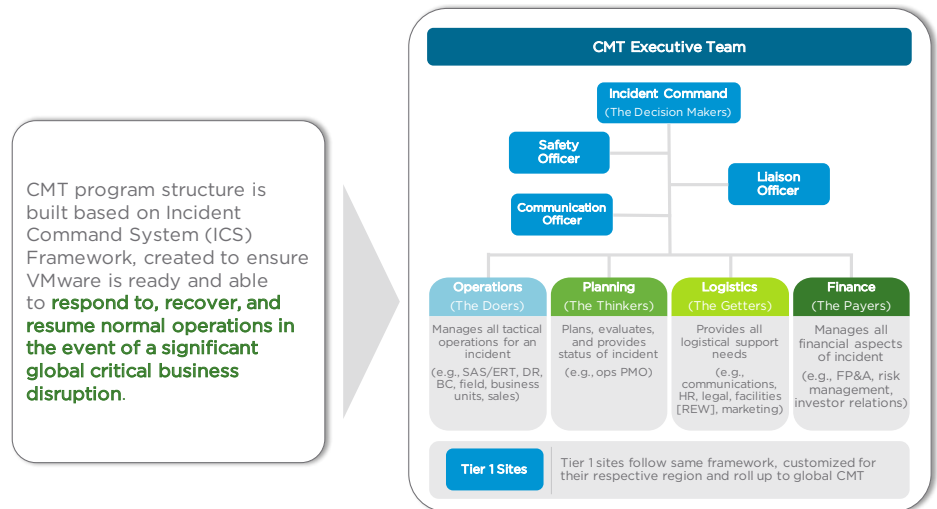 CMT program structure is
built based on Incident
Command System (ICS)
Framework, created to ensure
VMware is ready and able
to respond to, recover, and
resume normal operations in
the event of a significant
global critical business
disruption.
CMT Executive Team
Incident Command
(The Decision Makers)
Safety
Officer
Liaison
Officer
Communication
Officer
Operations
(The Doers)
Manages all tactical
operations for an
incident
(e.g., SAS/ERT, DR,
BC, field, business
units, sales)
Planning
(The Thinkers)
Plans, evaluates,
and provides
status of incident
(e.g., ops PMO)
Logistics
(The Getters)
Provides all
logistical support
needs
(e.g.,
communications,
HR, legal, facilities
[REW], marketing)
Finance
(The Payers)
Manages all
financial aspects
of incident
(e.g., FP&A, risk
management,
investor relations)
Tier 1 Sites
Tier 1 sites follow same framework, customized for
their respective region and roll up to global CMT